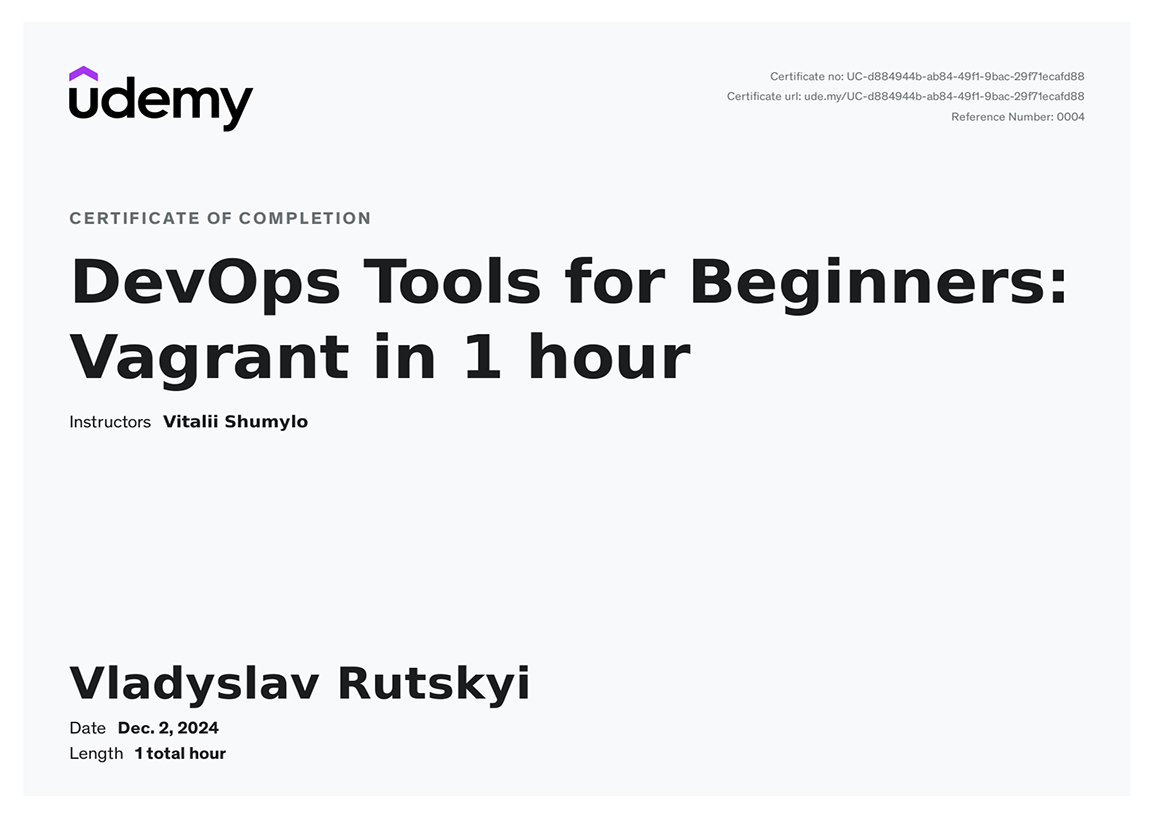 udemy
Certificate no: UC-d884944b-ab84-49f1-9bac-29f71ecafd88
Certificate url: ude.my/UC-d884944b-ab84-49f1-9bac-29f71ecafd88
Reference Number: 0004
CERTIFICATE OF COMPLETION
DevOps Tools for Beginners:
Vagrant in 1 hour
Instructors Vitalii Shumylo
Vladyslav Rutskyi
Date Dec. 2, 2024
Length 1 total hour